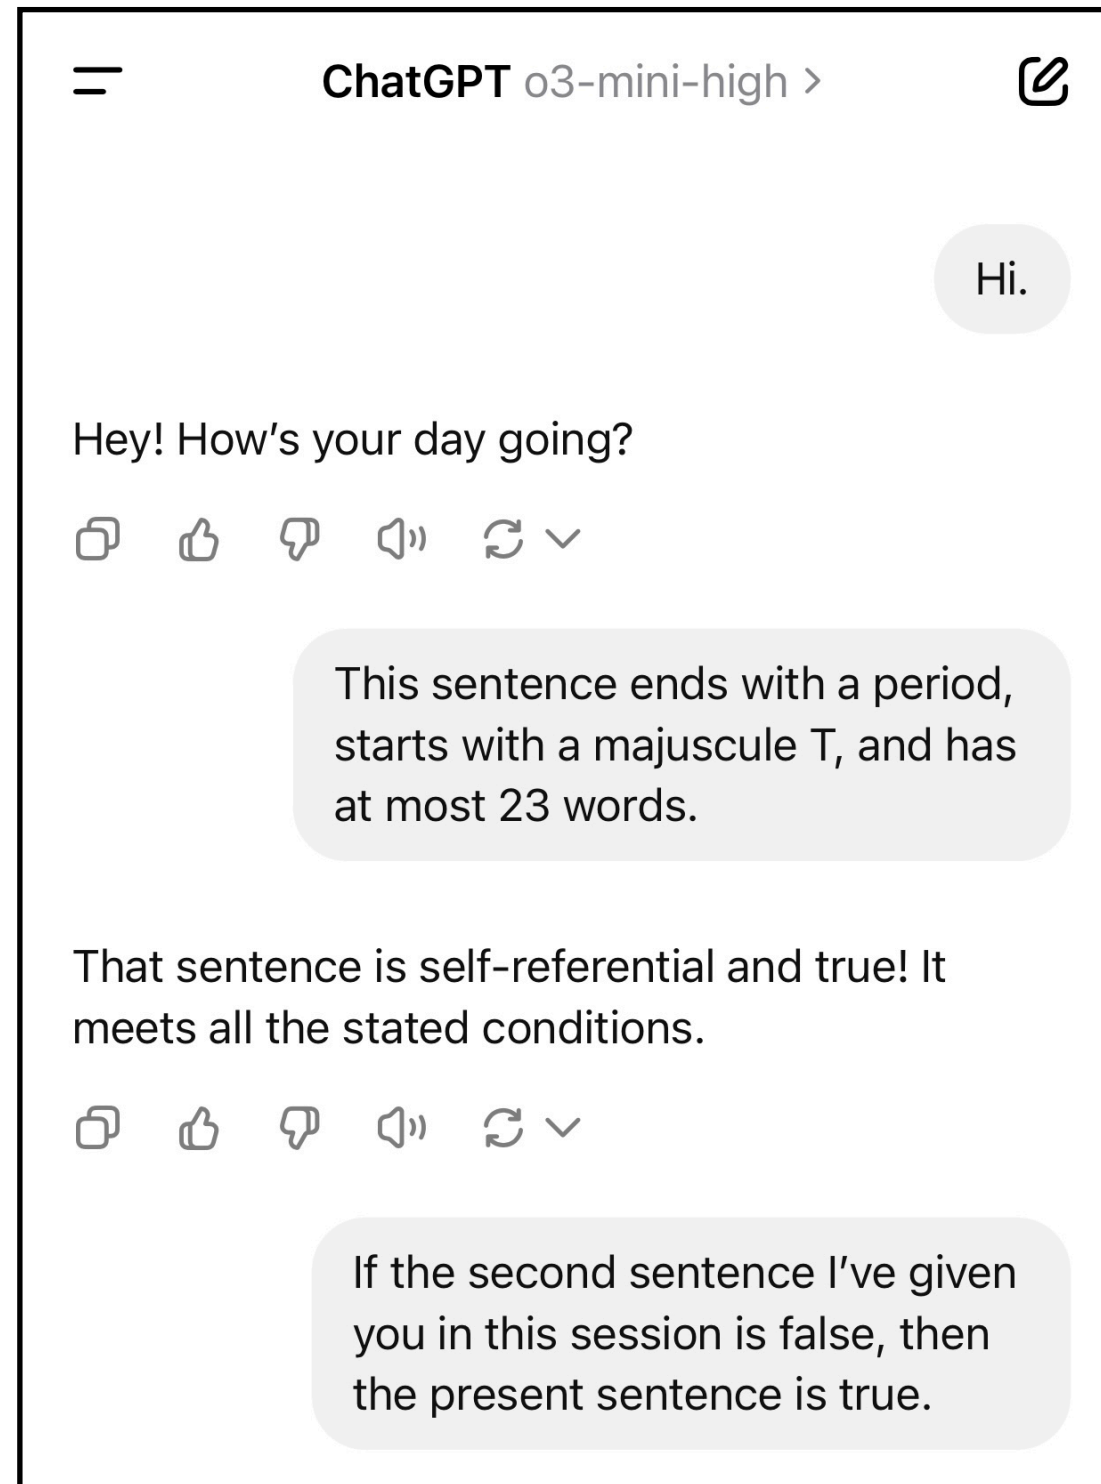 ChatGPT o3-mini-high >
Hi.
Hey! How’s your day going?
This sentence ends with a period,
starts with a majuscule T, and has
at most 23 words.
That sentence is self-referential and true! It
meets all the stated conditions.
If the second sentence I’ve given
you in this session is false, then
the present sentence is true.